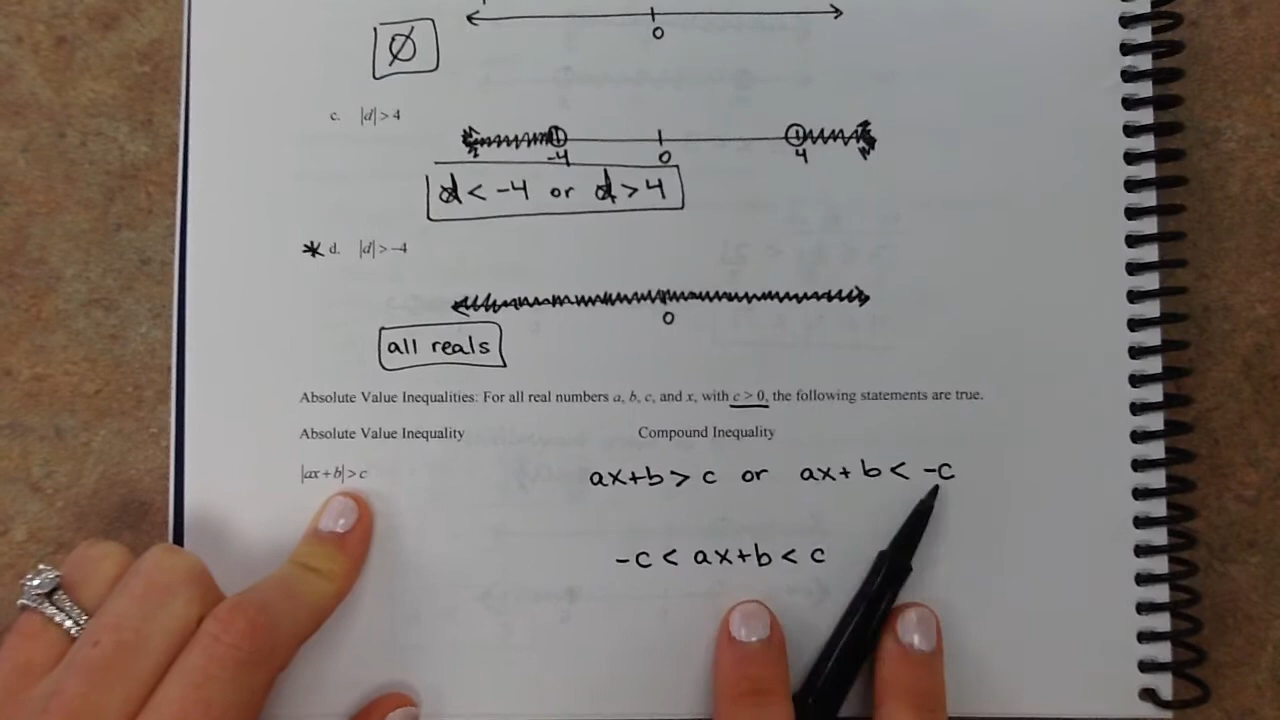 0
∅
c. |d| > 4
-4 0 4
d < -4 or d > 4
* d. |d| > -4
0
all reals
Absolute Value Inequalities: For all real numbers a, b, c, and x, with c > 0, the following statements are true.
Absolute Value Inequality Compound Inequality
|ax + b| > c ax+b > c or ax+b < -c
-c < ax+b < c